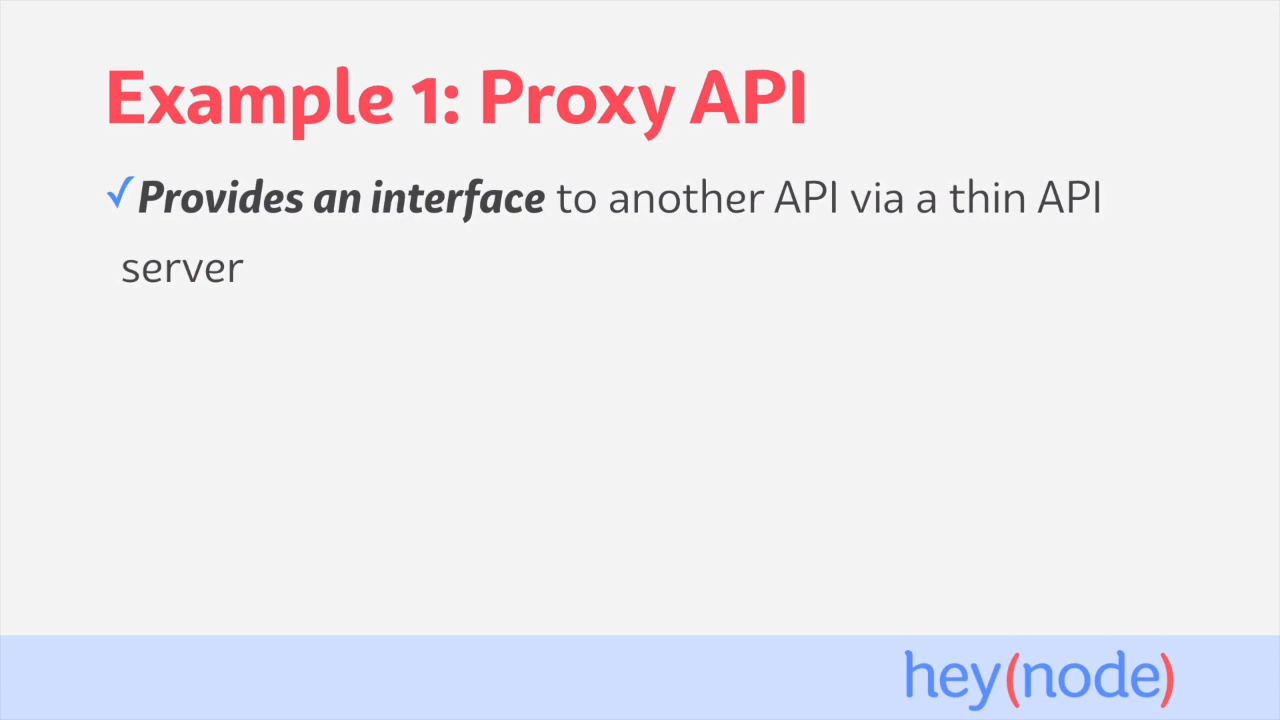 Example 1: Proxy API
✓Provides an interface to another API via a thin API
server
hey(node)